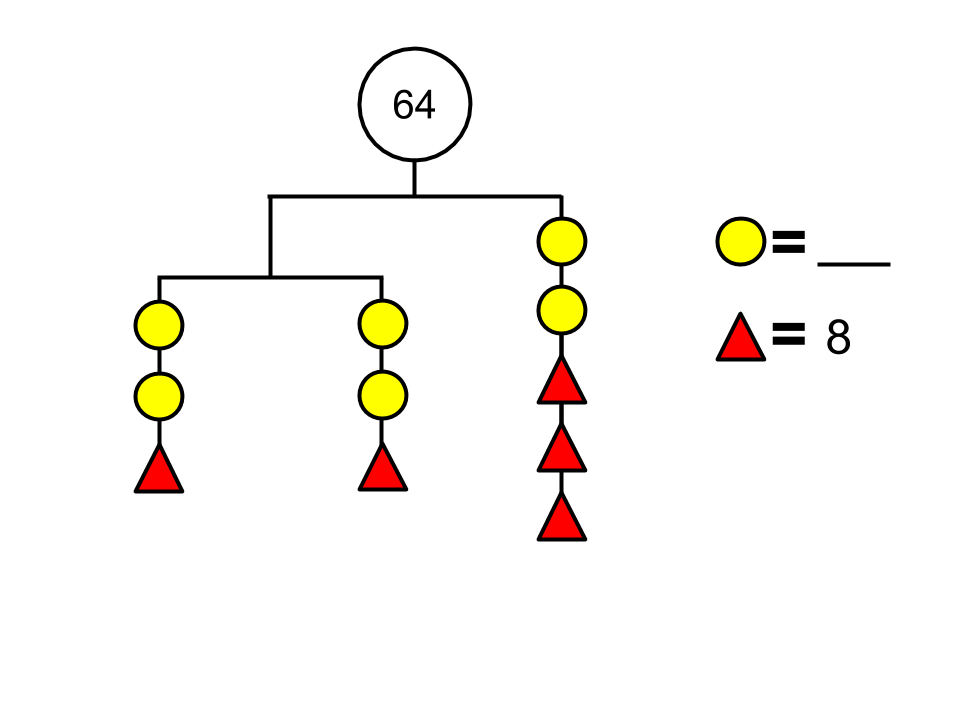 64
= ___
= 8